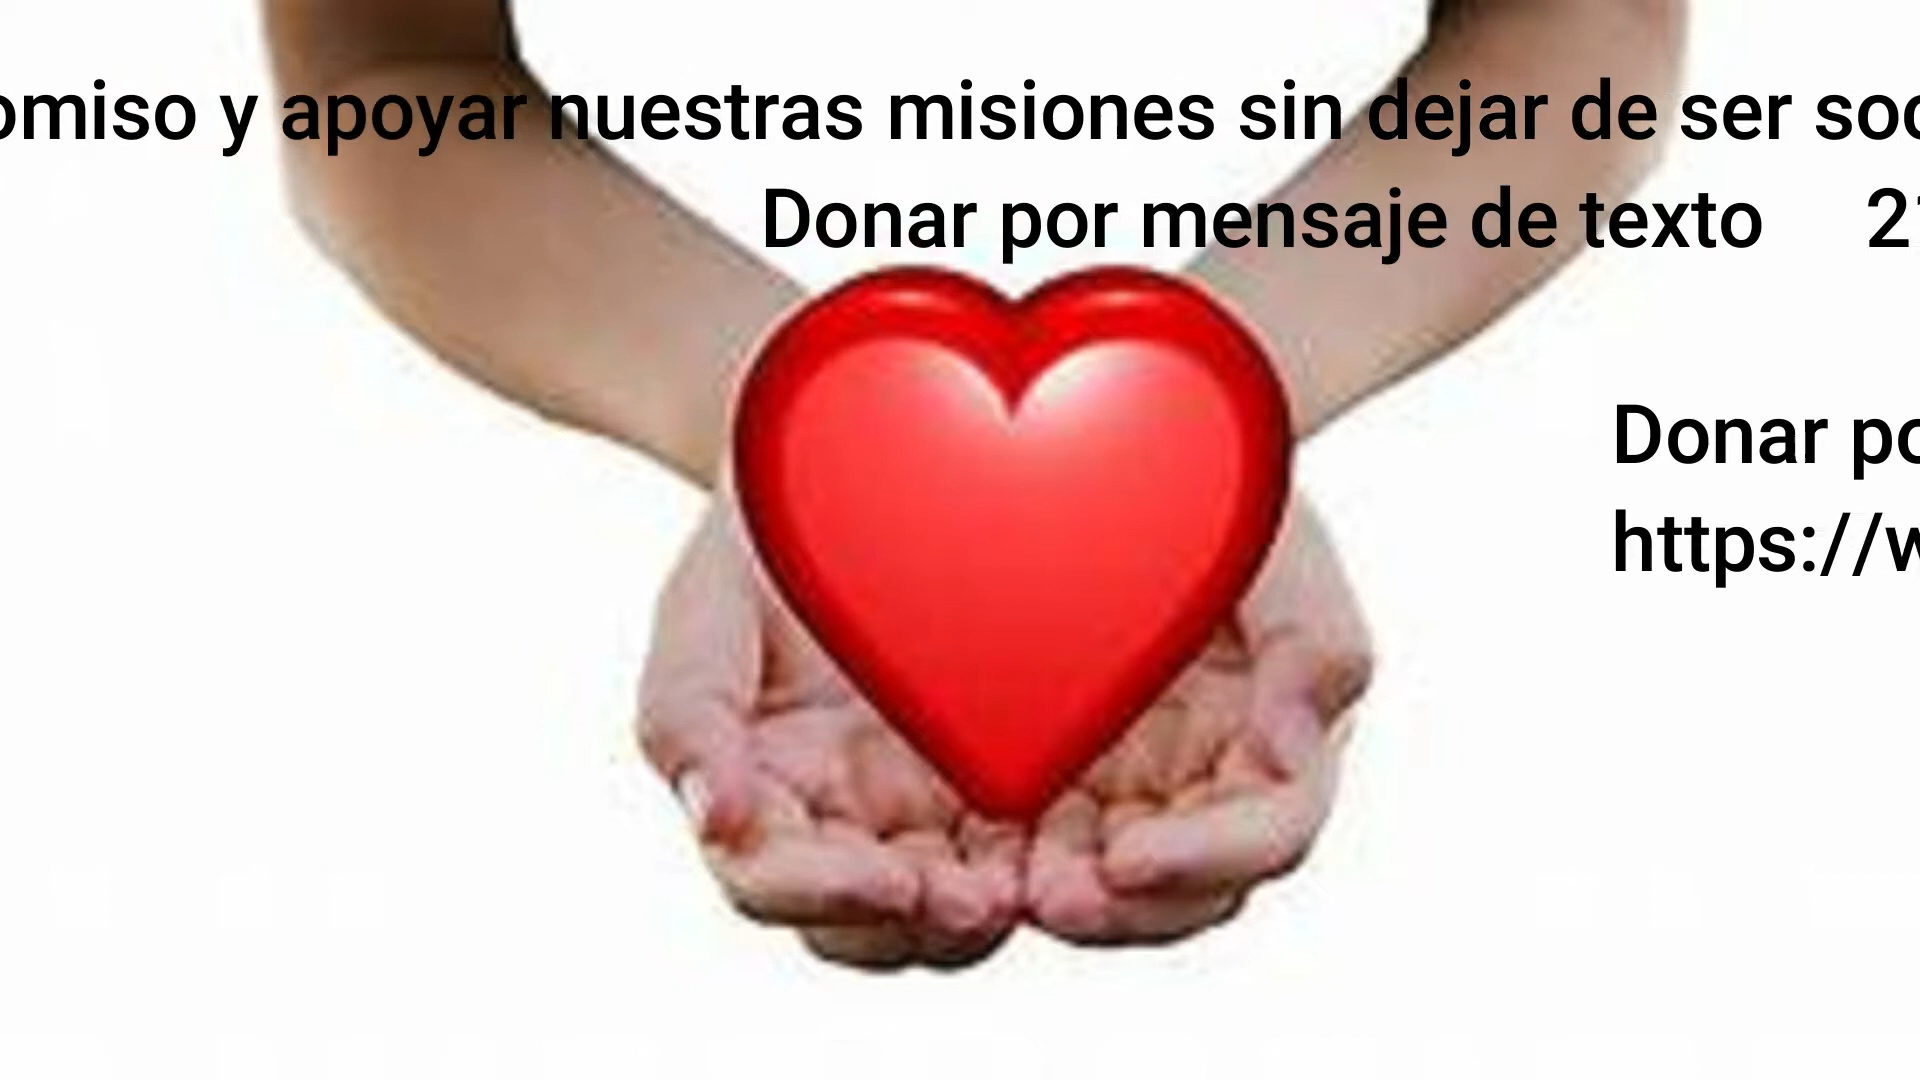 omiso y apoyar nuestras misiones sin dejar de ser soc
Donar por mensaje de texto 2
Donar po
https://w